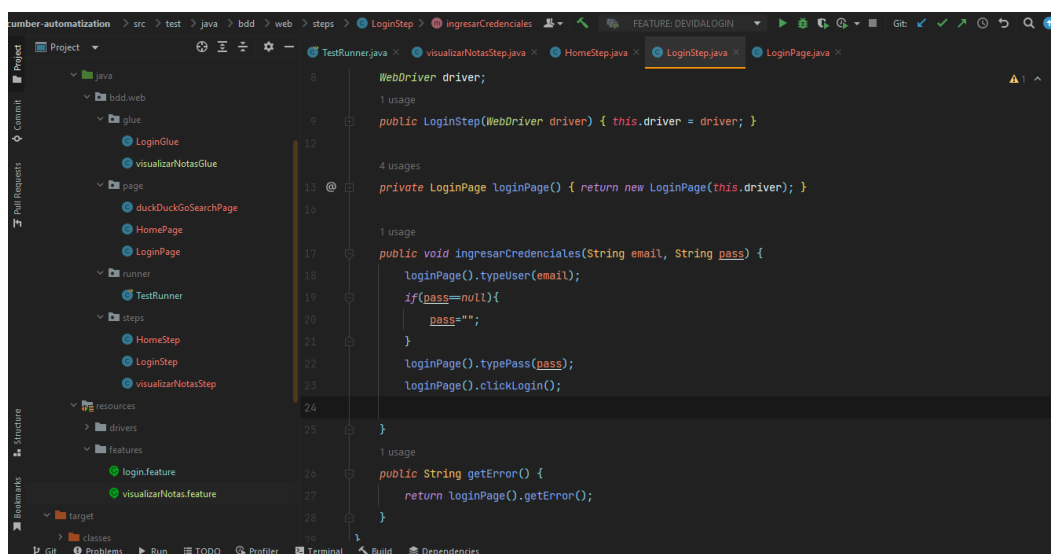 cumber-automatization > src > test > java > bdd > web > steps > LoginStep > ingresarCredenciales FEATURE: DEVIDALOGIN Git:
Project
TestRunner.java visualizarNotasStep.java HomeStep.java LoginStep.java LoginPage.java
Project
Commit
Pull Requests
Structure
Bookmarks
java
bdd.web
glue
LoginGlue
visualizarNotasGlue
page
duckDuckGoSearchPage
HomePage
LoginPage
runner
TestRunner
steps
HomeStep
LoginStep
visualizarNotasStep
resources
drivers
features
login.feature
visualizarNotas.feature
target
classes
8 WebDriver driver;
1 usage
9 public LoginStep(WebDriver driver) { this.driver = driver; }
12
4 usages
13 @ private LoginPage loginPage() { return new LoginPage(this.driver); }
16
1 usage
17 public void ingresarCredenciales(String email, String pass) {
18 loginPage().typeUser(email);
19 if(pass==null){
20 pass="";
21 }
22 loginPage().typePass(pass);
23 loginPage().clickLogin();
24
25 }
1 usage
26 public String getError() {
27 return loginPage().getError();
28 }
29 }
1
Git Problems Run TODO Profiler Terminal Build Dependencies